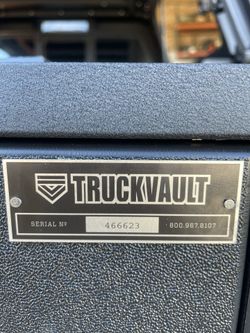 TRUCKVAULT
SERIAL Nº 466623 · 800.967.8107